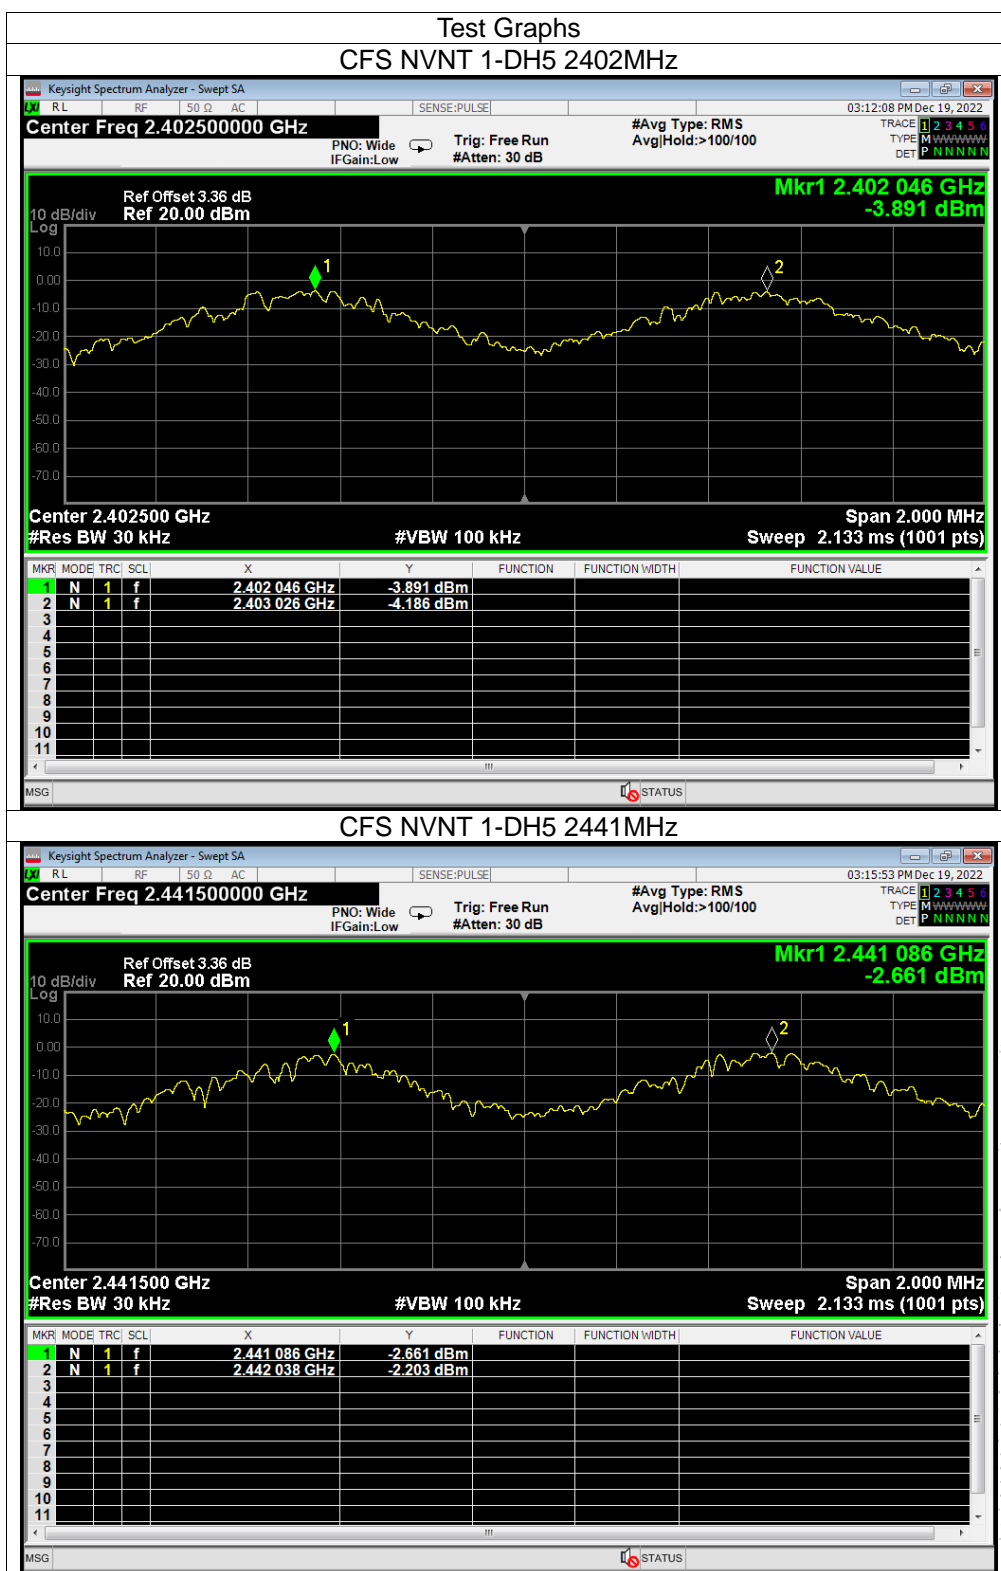 Test Graphs
CFS NVNT 1-DH5 2402MHz
Keysight Spectrum Analyzer - Swept SA
LXI RL RF 50 Ω AC SENSE:PULSE 03:12:08 PM Dec 19, 2022
Center Freq 2.402500000 GHz #Avg Type: RMS TRACE 1 2 3 4 5 6
PNO: Wide Trig: Free Run Avg|Hold:>100/100 TYPE M WWWWW
IFGain:Low #Atten: 30 dB DET P N N N N N
Mkr1 2.402 046 GHz
-3.891 dBm
Ref Offset 3.36 dB
10 dB/div Ref 20.00 dBm
Log
10.0
0.00
-10.0
-20.0
-30.0
-40.0
-50.0
-60.0
-70.0
1
2
Center 2.402500 GHz Span 2.000 MHz
#Res BW 30 kHz #VBW 100 kHz Sweep 2.133 ms (1001 pts)
MKR MODE TRC SCL X Y FUNCTION FUNCTION WIDTH FUNCTION VALUE
1 N 1 f 2.402 046 GHz -3.891 dBm
2 N 1 f 2.403 026 GHz -4.186 dBm
3
4
5
6
7
8
9
10
11
MSG STATUS
CFS NVNT 1-DH5 2441MHz
Keysight Spectrum Analyzer - Swept SA
LXI RL RF 50 Ω AC SENSE:PULSE 03:15:53 PM Dec 19, 2022
Center Freq 2.441500000 GHz #Avg Type: RMS TRACE 1 2 3 4 5 6
PNO: Wide Trig: Free Run Avg|Hold:>100/100 TYPE M WWWWW
IFGain:Low #Atten: 30 dB DET P N N N N N
Mkr1 2.441 086 GHz
-2.661 dBm
Ref Offset 3.36 dB
10 dB/div Ref 20.00 dBm
Log
10.0
0.00
-10.0
-20.0
-30.0
-40.0
-50.0
-60.0
-70.0
1
2
Center 2.441500 GHz Span 2.000 MHz
#Res BW 30 kHz #VBW 100 kHz Sweep 2.133 ms (1001 pts)
MKR MODE TRC SCL X Y FUNCTION FUNCTION WIDTH FUNCTION VALUE
1 N 1 f 2.441 086 GHz -2.661 dBm
2 N 1 f 2.442 038 GHz -2.203 dBm
3
4
5
6
7
8
9
10
11
MSG STATUS